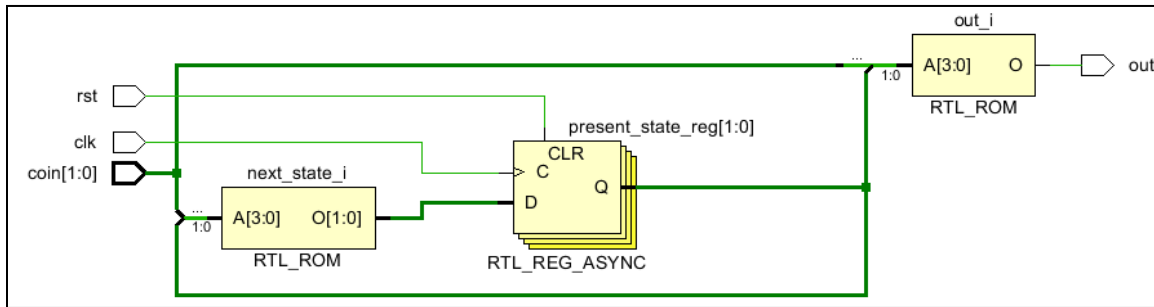 out_i
...
1:0
A[3:0]
O
out
RTL_ROM
rst
clk
coin[1:0]
present_state_reg[1:0]
CLR
C
D
Q
RTL_REG_ASYNC
next_state_i
...
1:0
A[3:0]
O[1:0]
RTL_ROM